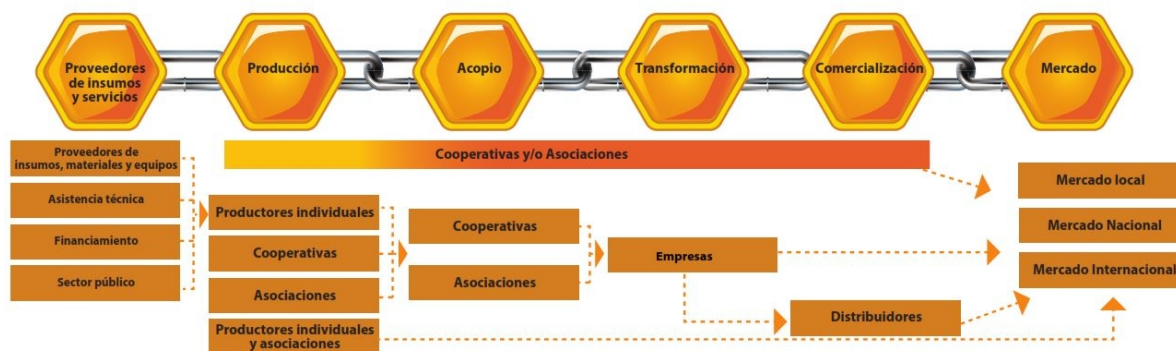 Proveedores
de insumos
y servicios
Producción
Acopio
Transformación
Comercialización
Mercado
Proveedores de
insumos, materiales y equipos
Asistencia técnica
Financiamiento
Sector público
Cooperativas y/o Asociaciones
Productores individuales
Cooperativas
Asociaciones
Productores individuales
y asociaciones
Cooperativas
Asociaciones
Empresas
Distribuidores
Mercado local
Mercado Nacional
Mercado Internacional